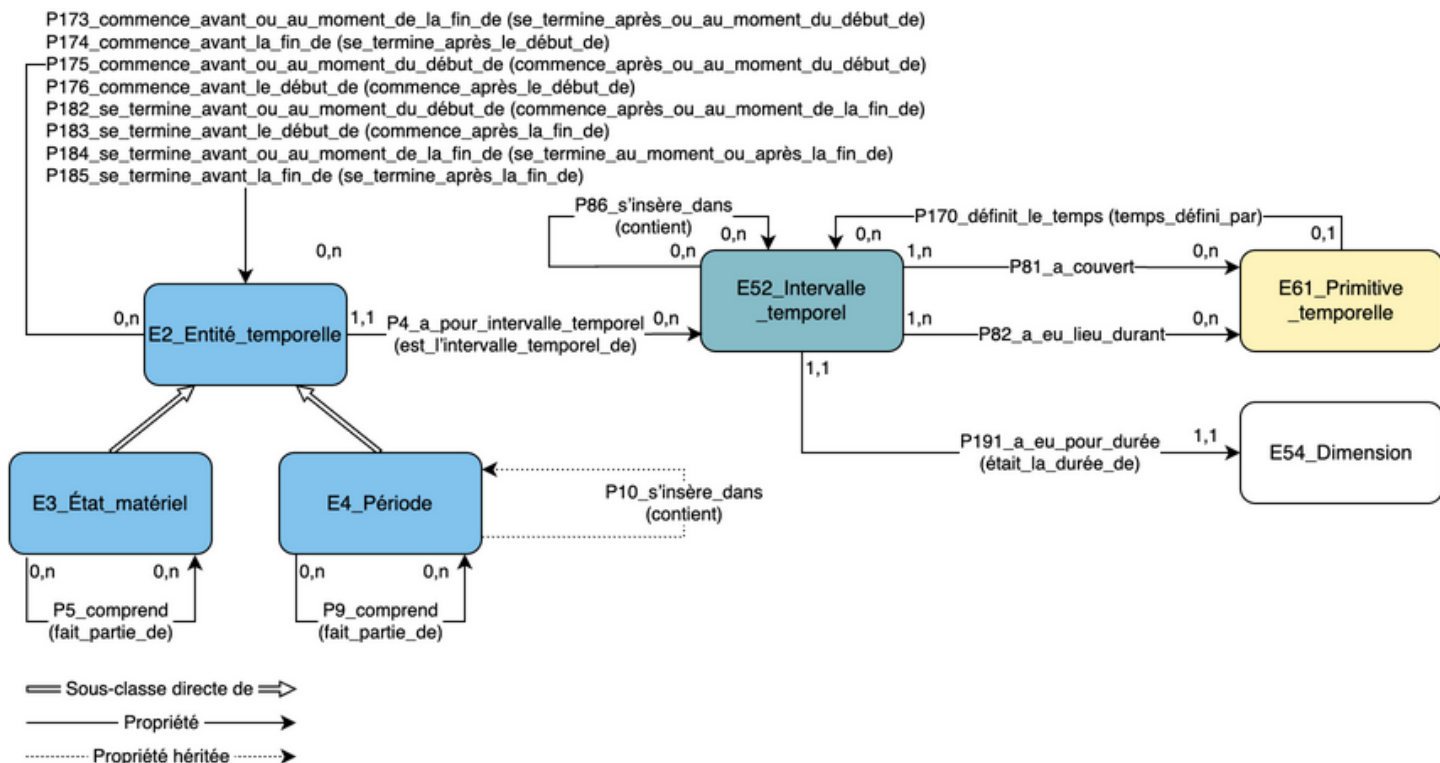 P173_commence_avant_ou_au_moment_de_la_fin_de (se_termine_après_ou_au_moment_du_début_de)
P174_commence_avant_la_fin_de (se_termine_après_le_début_de)
P175_commence_avant_ou_au_moment_du_début_de (commence_après_ou_au_moment_du_début_de)
P176_commence_avant_le_début_de (commence_après_le_début_de)
P182_se_termine_avant_ou_au_moment_du_début_de (commence_après_ou_au_moment_de_la_fin_de)
P183_se_termine_avant_le_début_de (commence_après_la_fin_de)
P184_se_termine_avant_ou_au_moment_de_la_fin_de (se_termine_au_moment_ou_après_la_fin_de)
P185_se_termine_avant_la_fin_de (se_termine_après_la_fin_de)
0,n
0,n
E2_Entité_temporelle
1,1
P4_a_pour_intervalle_temporel
(est_l'intervalle_temporel_de)
0,n
P86_s'insère_dans
(contient)
0,n
0,n
P170_définit_le_temps (temps_défini_par)
0,n
0,1
E52_Intervalle
_temporel
1,n
P81_a_couvert
0,n
1,n
P82_a_eu_lieu_durant
0,n
E61_Primitive
_temporelle
1,1
P191_a_eu_pour_durée
(était_la_durée_de)
1,1
E54_Dimension
E3_État_matériel
0,n
0,n
P5_comprend
(fait_partie_de)
E4_Période
P10_s'insère_dans
(contient)
0,n
0,n
P9_comprend
(fait_partie_de)
Sous-classe directe de
Propriété
Propriété héritée